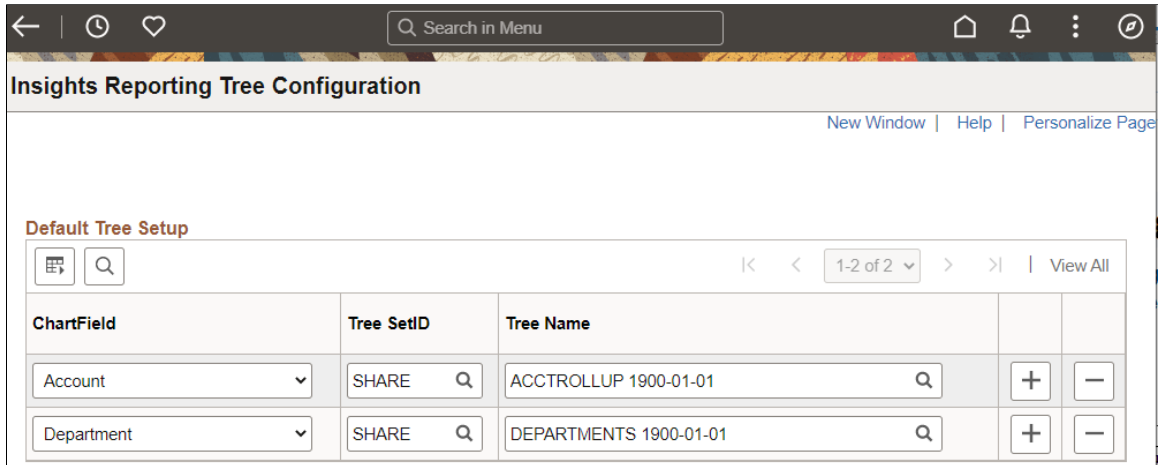 Search in Menu
Insights Reporting Tree Configuration
New Window | Help | Personalize Page
Default Tree Setup
1-2 of 2 | View All
ChartField Tree SetID Tree Name
Account SHARE ACCTROLLUP 1900-01-01
Department SHARE DEPARTMENTS 1900-01-01